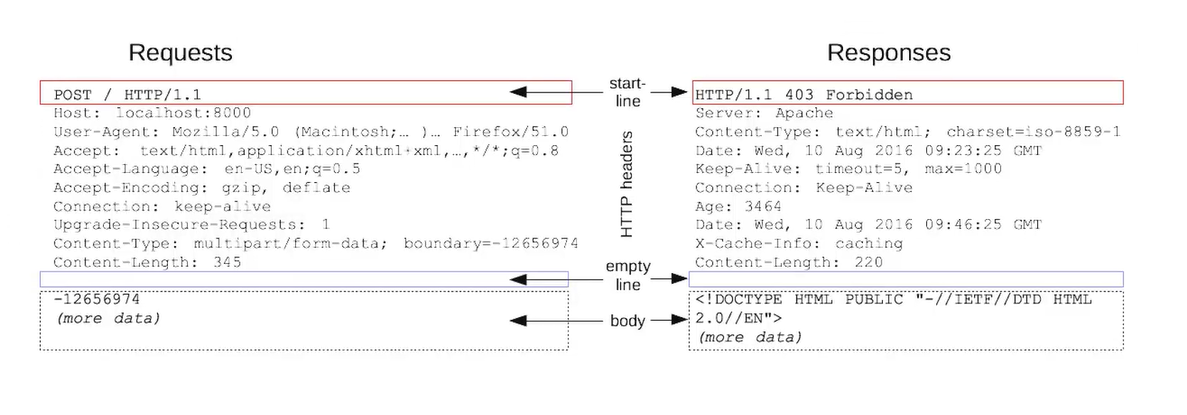 Requests
POST / HTTP/1.1
Host: localhost:8000
User-Agent: Mozilla/5.0 (Macintosh;… )… Firefox/51.0
Accept: text/html,application/xhtml+xml,…,*/*;q=0.8
Accept-Language: en-US,en;q=0.5
Accept-Encoding: gzip, deflate
Connection: keep-alive
Upgrade-Insecure-Requests: 1
Content-Type: multipart/form-data; boundary=-12656974
Content-Length: 345
-12656974
(more data)
start-
line
HTTP headers
empty
line
body
Responses
HTTP/1.1 403 Forbidden
Server: Apache
Content-Type: text/html; charset=iso-8859-1
Date: Wed, 10 Aug 2016 09:23:25 GMT
Keep-Alive: timeout=5, max=1000
Connection: Keep-Alive
Age: 3464
Date: Wed, 10 Aug 2016 09:46:25 GMT
X-Cache-Info: caching
Content-Length: 220
<!DOCTYPE HTML PUBLIC "-//IETF//DTD HTML
2.0//EN">
(more data)